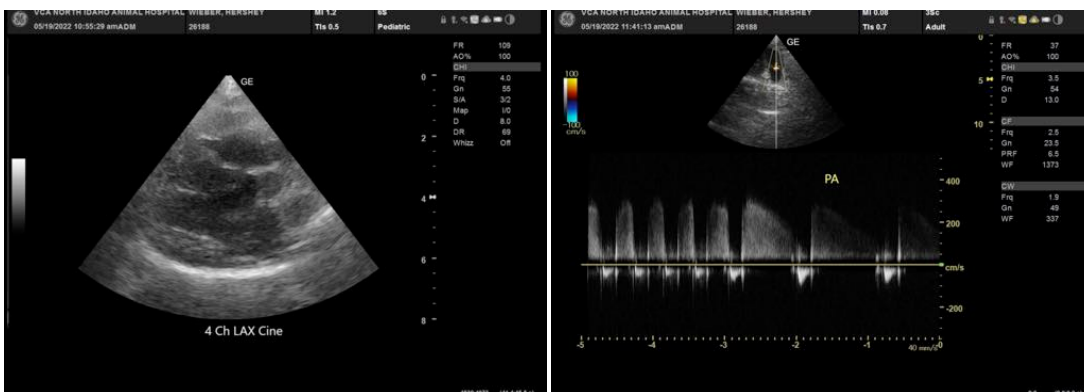 VCA NORTH IDAHO ANIMAL HOSPITAL WIEBER, HERSHEY MI 1.2 6S
05/19/2022 10:55:29 amADM 26188 TIs 0.5 Pediatric
GE
FR 109
AO% 100
CHI
Frq 4.0
Gn 55
S/A 3/2
Map I/0
D 8.0
DR 69
Whizz Off
0
2
4
6
8
4 Ch LAX Cine
VCA NORTH IDAHO ANIMAL HOSPITAL WIEBER, HERSHEY MI 0.06 3Sc
05/19/2022 11:41:13 amADM 26188 TIs 0.7 Adult
GE
100
-100
cm/s
0
5
10
FR 37
AO% 100
CHI
Frq 3.5
Gn 54
D 13.0
CF
Frq 2.5
Gn 23.5
PRF 6.5
WF 1373
CW
Frq 1.9
Gn 49
WF 337
PA
400
200
cm/s
-200
-5 -4 -3 -2 -1 0
40 mm/s